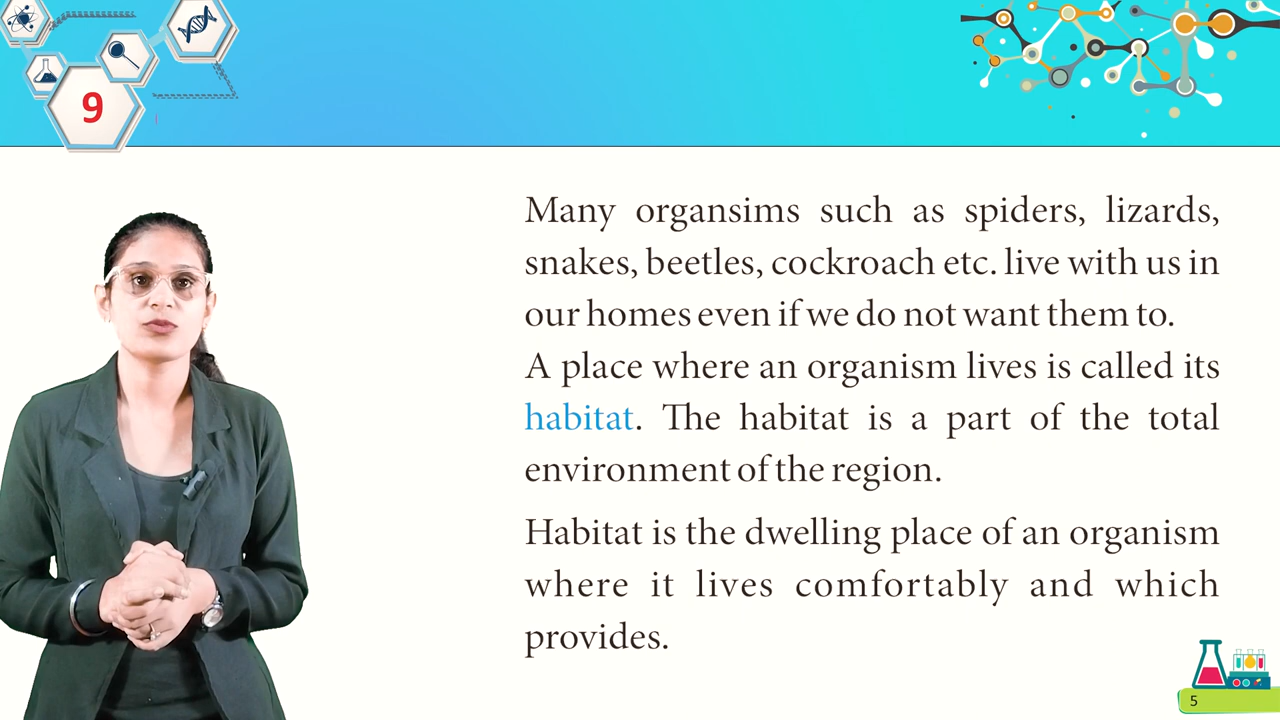 9
Many organsims such as spiders, lizards,
snakes, beetles, cockroach etc. live with us in
our homes even if we do not want them to.
A place where an organism lives is called its
habitat. The habitat is a part of the total
environment of the region.
Habitat is the dwelling place of an organism
where it lives comfortably and which
provides.
5